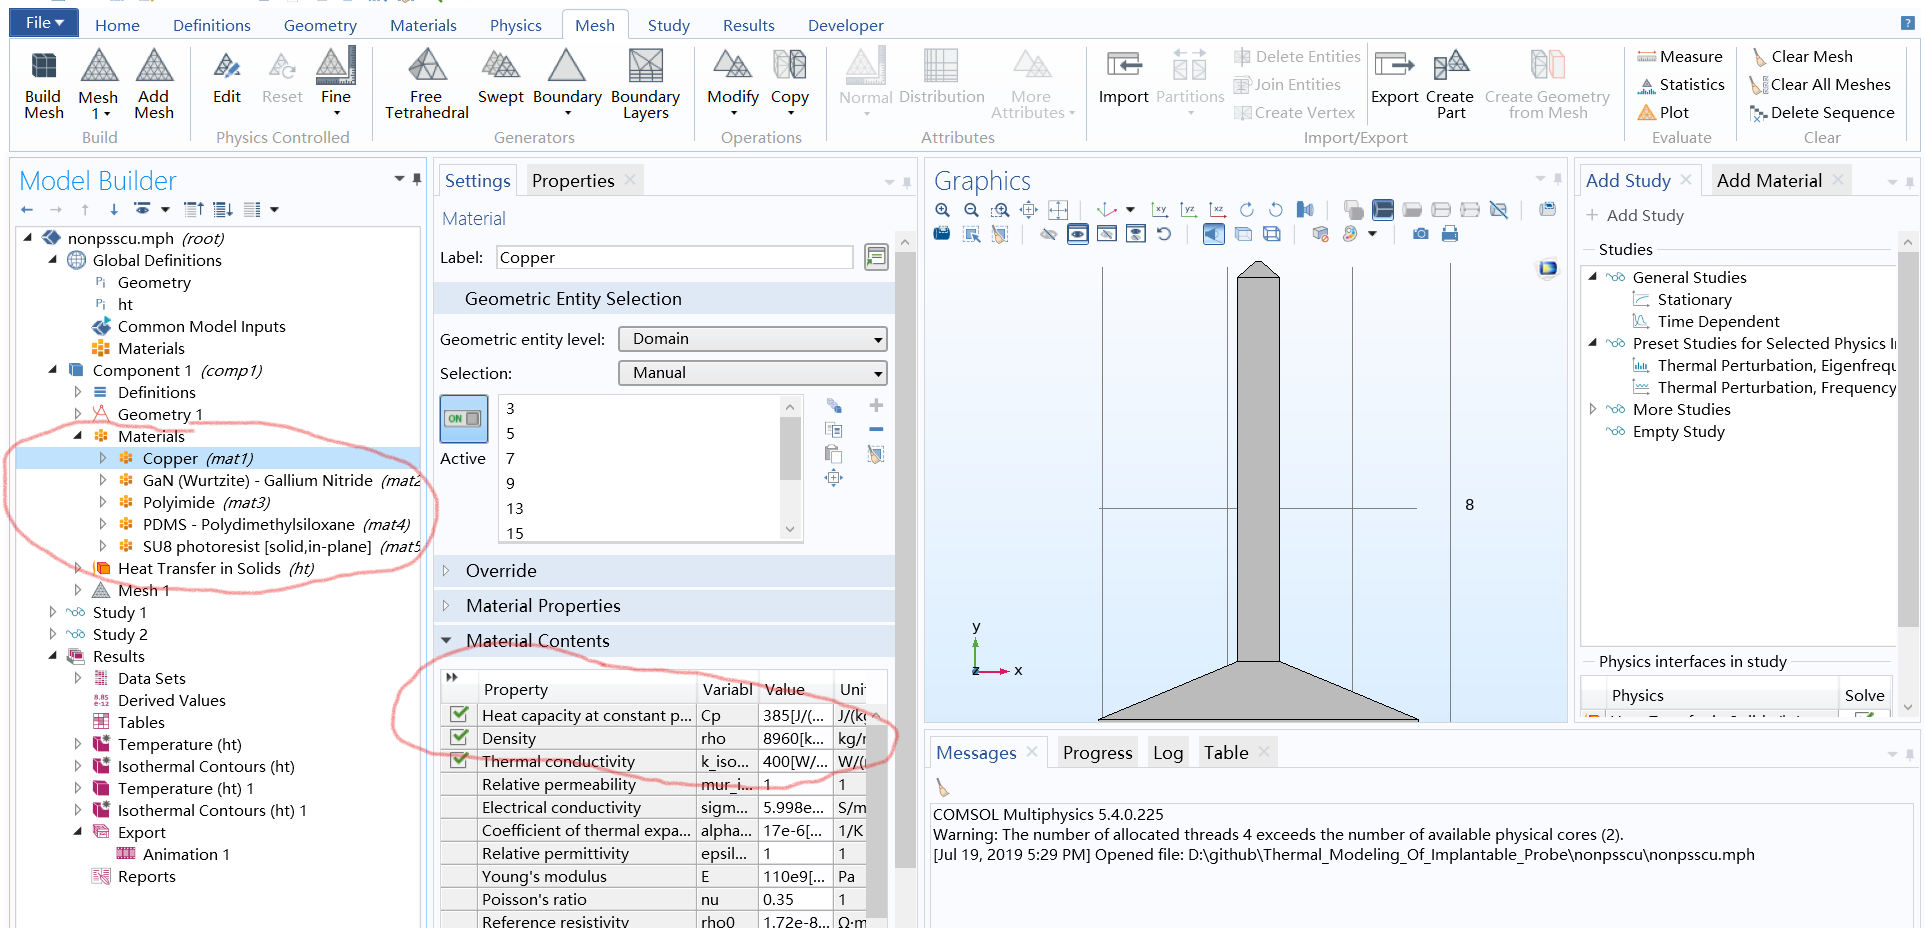 File Home Definitions Geometry Materials Physics Mesh Study Results Developer ?
Build Mesh
Mesh 1
Add Mesh
Build
Edit
Reset
Fine
Physics Controlled
Free Tetrahedral
Swept
Boundary
Boundary Layers
Generators
Modify
Copy
Operations
Normal
Distribution
More Attributes
Attributes
Import
Partitions
Delete Entities
Join Entities
Create Vertex
Export
Create Part
Create Geometry from Mesh
Import/Export
Measure
Statistics
Plot
Evaluate
Clear Mesh
Clear All Meshes
Delete Sequence
Clear
Model Builder
nonpsscu.mph (root)
Global Definitions
Pi Geometry
Pi ht
Common Model Inputs
Materials
Component 1 (comp1)
Definitions
Geometry 1
Materials
Copper (mat1)
GaN (Wurtzite) - Gallium Nitride (mat2
Polyimide (mat3)
PDMS - Polydimethylsiloxane (mat4)
SU8 photoresist [solid,in-plane] (mat5
Heat Transfer in Solids (ht)
Mesh 1
Study 1
Study 2
Results
Data Sets
8.85 e-12 Derived Values
Tables
Temperature (ht)
Isothermal Contours (ht)
Temperature (ht) 1
Isothermal Contours (ht) 1
Export
Animation 1
Reports
Settings Properties
Material
Label: Copper
Geometric Entity Selection
Geometric entity level: Domain
Selection: Manual
ON
Active
3
5
7
9
13
15
Override
Material Properties
Material Contents
Property Variabl Value Uni
Heat capacity at constant p... Cp 385[J/(... J/(kg
Density rho 8960[k... kg/r
Thermal conductivity k_iso... 400[W/... W/(
Relative permeability mur_i... 1 1
Electrical conductivity sigm... 5.998e... S/m
Coefficient of thermal expa... alpha... 17e-6[... 1/K
Relative permittivity epsil... 1 1
Young's modulus E 110e9[... Pa
Poisson's ratio nu 0.35 1
Reference resistivity rho0 1.72e-8... Ω·m
Graphics
xy yz xz
8
y
z x
Messages Progress Log Table
COMSOL Multiphysics 5.4.0.225
Warning: The number of allocated threads 4 exceeds the number of available physical cores (2).
[Jul 19, 2019 5:29 PM] Opened file: D:\github\Thermal_Modeling_Of_Implantable_Probe\nonpsscu\nonpsscu.mph
Add Study Add Material
+ Add Study
Studies
General Studies
Stationary
Time Dependent
Preset Studies for Selected Physics I
Thermal Perturbation, Eigenfrequ
Thermal Perturbation, Frequency
More Studies
Empty Study
Physics interfaces in study
Physics Solve